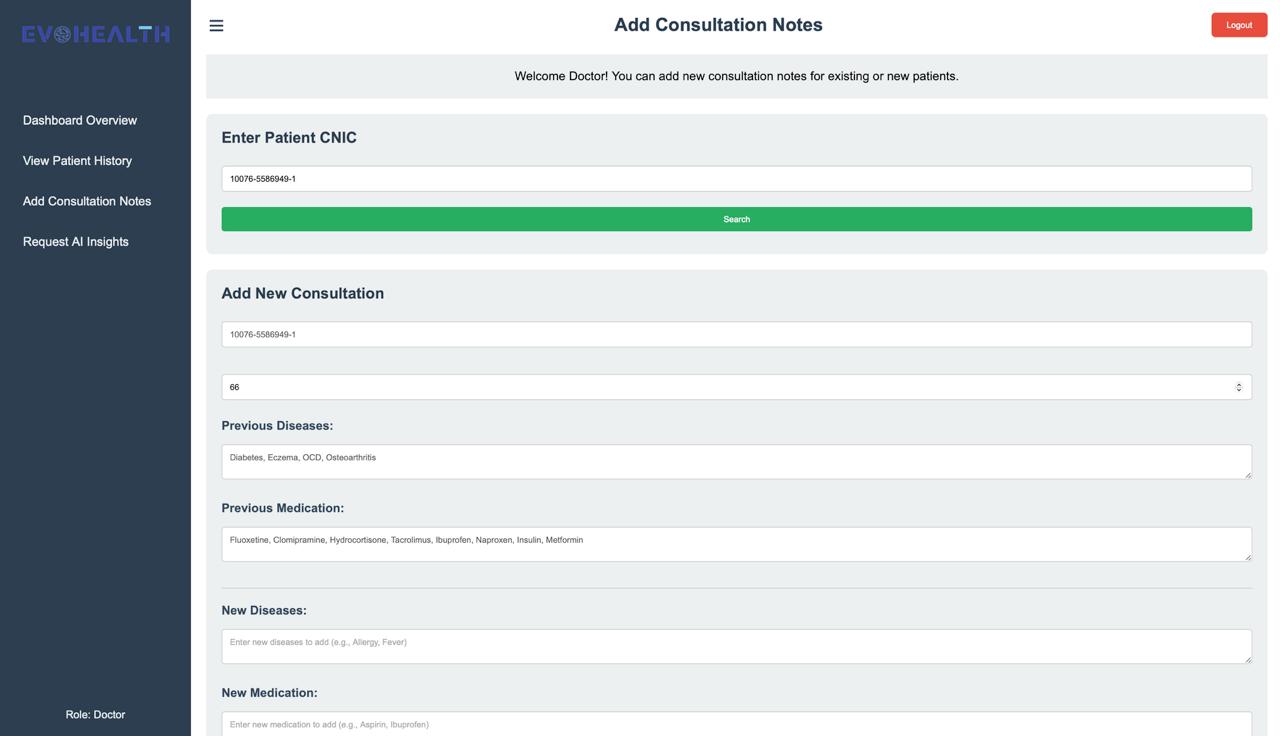 EVOHEALTH
Dashboard Overview
View Patient History
Add Consultation Notes
Request AI Insights
Role: Doctor
Add Consultation Notes
Logout
Welcome Doctor! You can add new consultation notes for existing or new patients.
Enter Patient CNIC
10076-5586949-1
Search
Add New Consultation
10076-5586949-1
66
Previous Diseases:
Diabetes, Eczema, OCD, Osteoarthritis
Previous Medication:
Fluoxetine, Clomipramine, Hydrocortisone, Tacrolimus, Ibuprofen, Naproxen, Insulin, Metformin
New Diseases:
Enter new diseases to add (e.g., Allergy, Fever)
New Medication:
Enter new medication to add (e.g., Aspirin, Ibuprofen)